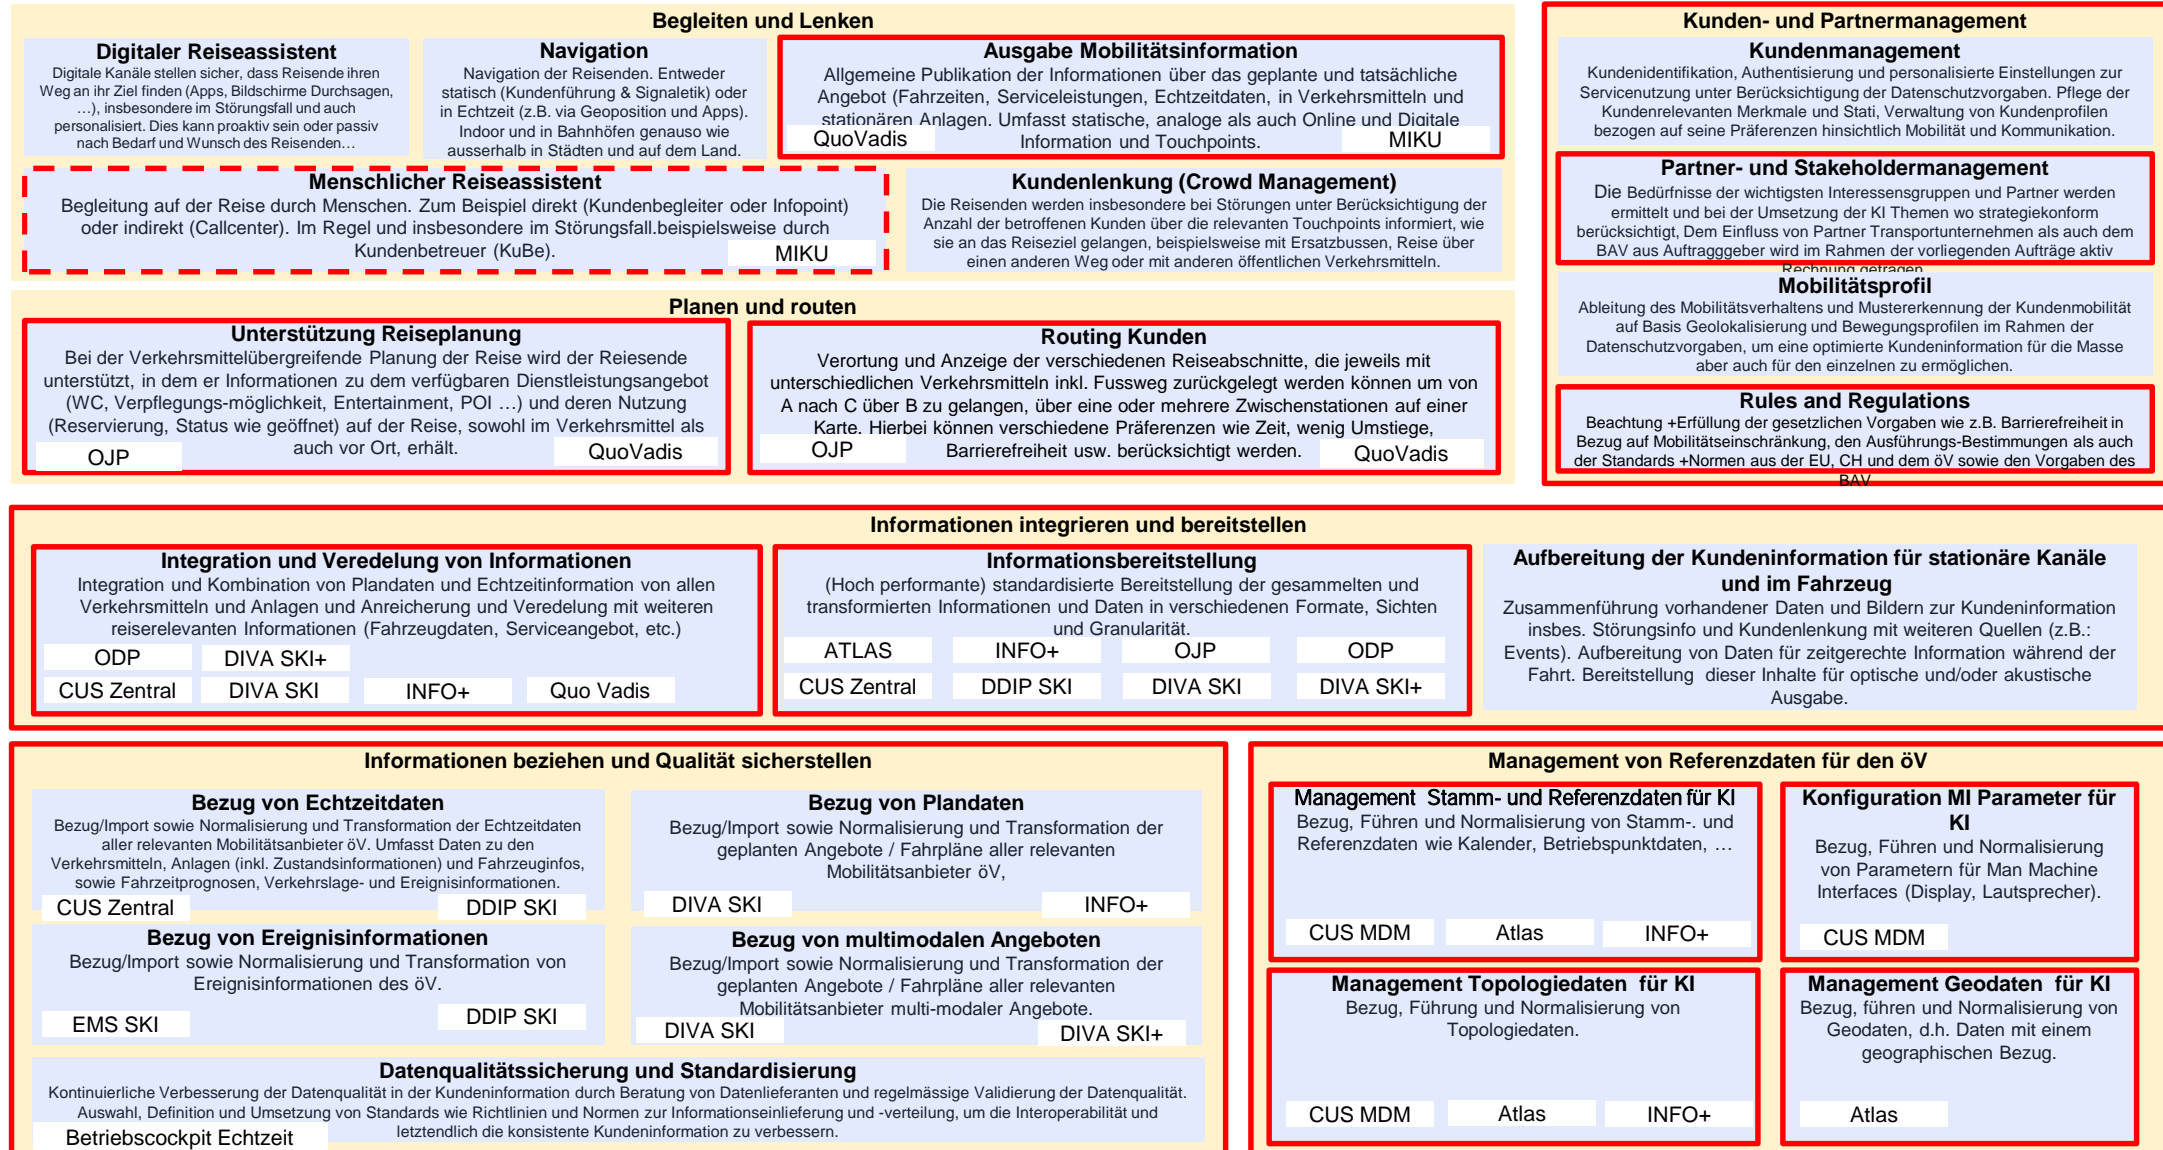 Begleiten und Lenken
Digitaler Reiseassistent
Digitale Kanäle stellen sicher, dass Reisende ihren
Weg an ihr Ziel finden (Apps, Bildschirme Durchsagen,
…), insbesondere im Störungsfall und auch
personalisiert. Dies kann proaktiv sein oder passiv
nach Bedarf und Wunsch des Reisenden…
Navigation
Navigation der Reisenden. Entweder
statisch (Kundenführung & Signaletik) oder
in Echtzeit (z.B. via Geoposition und Apps).
Indoor und in Bahnhöfen genauso wie
ausserhalb in Städten und auf dem Land.
Ausgabe Mobilitätsinformation
Allgemeine Publikation der Informationen über das geplante und tatsächliche
Angebot (Fahrzeiten, Serviceleistungen, Echtzeitdaten, in Verkehrsmitteln und
stationären Anlagen. Umfasst statische, analoge als auch Online und Digitale
Information und Touchpoints.
QuoVadis
MIKU
Menschlicher Reiseassistent
Begleitung auf der Reise durch Menschen. Zum Beispiel direkt (Kundenbegleiter oder Infopoint)
oder indirekt (Callcenter). Im Regel und insbesondere im Störungsfall.beispielsweise durch
Kundenbetreuer (KuBe).
MIKU
Kundenlenkung (Crowd Management)
Die Reisenden werden insbesondere bei Störungen unter Berücksichtigung der
Anzahl der betroffenen Kunden über die relevanten Touchpoints informiert, wie
sie an das Reiseziel gelangen, beispielsweise mit Ersatzbussen, Reise über
einen anderen Weg oder mit anderen öffentlichen Verkehrsmitteln.
Planen und routen
Unterstützung Reiseplanung
Bei der Verkehrsmittelübergreifende Planung der Reise wird der Reiesende
unterstützt, in dem er Informationen zu dem verfügbaren Dienstleistungsangebot
(WC, Verpflegungs-möglichkeit, Entertainment, POI …) und deren Nutzung
(Reservierung, Status wie geöffnet) auf der Reise, sowohl im Verkehrsmittel als
auch vor Ort, erhält.
OJP
QuoVadis
Routing Kunden
Verortung und Anzeige der verschiedenen Reiseabschnitte, die jeweils mit
unterschiedlichen Verkehrsmitteln inkl. Fussweg zurückgelegt werden können um von
A nach C über B zu gelangen, über eine oder mehrere Zwischenstationen auf einer
Karte. Hierbei können verschiedene Präferenzen wie Zeit, wenig Umstiege,
Barrierefreiheit usw. berücksichtigt werden.
OJP
QuoVadis
Kunden- und Partnermanagement
Kundenmanagement
Kundenidentifikation, Authentisierung und personalisierte Einstellungen zur
Servicenutzung unter Berücksichtigung der Datenschutzvorgaben. Pflege der
Kundenrelevanten Merkmale und Stati, Verwaltung von Kundenprofilen
bezogen auf seine Präferenzen hinsichtlich Mobilität und Kommunikation.
Partner- und Stakeholdermanagement
Die Bedürfnisse der wichtigsten Interessensgruppen und Partner werden
ermittelt und bei der Umsetzung der KI Themen wo strategiekonform
berücksichtigt, Dem Einfluss von Partner Transportunternehmen als auch dem
BAV aus Auftragggeber wird im Rahmen der vorliegenden Aufträge aktiv
Rechnung getragen
Mobilitätsprofil
Ableitung des Mobilitätsverhaltens und Mustererkennung der Kundenmobilität
auf Basis Geolokalisierung und Bewegungsprofilen im Rahmen der
Datenschutzvorgaben, um eine optimierte Kundeninformation für die Masse
aber auch für den einzelnen zu ermöglichen.
Rules and Regulations
Beachtung +Erfüllung der gesetzlichen Vorgaben wie z.B. Barrierefreiheit in
Bezug auf Mobilitätseinschränkung, den Ausführungs-Bestimmungen als auch
der Standards +Normen aus der EU, CH und dem öV sowie den Vorgaben des
BAV
Informationen integrieren und bereitstellen
Integration und Veredelung von Informationen
Integration und Kombination von Plandaten und Echtzeitinformation von allen
Verkehrsmitteln und Anlagen und Anreicherung und Veredelung mit weiteren
reiserelevanten Informationen (Fahrzeugdaten, Serviceangebot, etc.)
ODP
DIVA SKI+
CUS Zentral
DIVA SKI
INFO+
Quo Vadis
Informationsbereitstellung
(Hoch performante) standardisierte Bereitstellung der gesammelten und
transformierten Informationen und Daten in verschiedenen Formate, Sichten
und Granularität.
ATLAS
INFO+
OJP
ODP
CUS Zentral
DDIP SKI
DIVA SKI
DIVA SKI+
Aufbereitung der Kundeninformation für stationäre Kanäle
und im Fahrzeug
Zusammenführung vorhandener Daten und Bildern zur Kundeninformation
insbes. Störungsinfo und Kundenlenkung mit weiteren Quellen (z.B.:
Events). Aufbereitung von Daten für zeitgerechte Information während der
Fahrt. Bereitstellung dieser Inhalte für optische und/oder akustische
Ausgabe.
Informationen beziehen und Qualität sicherstellen
Bezug von Echtzeitdaten
Bezug/Import sowie Normalisierung und Transformation der Echtzeitdaten
aller relevanten Mobilitätsanbieter öV. Umfasst Daten zu den
Verkehrsmitteln, Anlagen (inkl. Zustandsinformationen) und Fahrzeuginfos,
sowie Fahrzeitprognosen, Verkehrslage- und Ereignisinformationen.
CUS Zentral
DDIP SKI
Bezug von Plandaten
Bezug/Import sowie Normalisierung und Transformation der
geplanten Angebote / Fahrpläne aller relevanten
Mobilitätsanbieter öV,
DIVA SKI
INFO+
Bezug von Ereignisinformationen
Bezug/Import sowie Normalisierung und Transformation von
Ereignisinformationen des öV.
EMS SKI
DDIP SKI
Bezug von multimodalen Angeboten
Bezug/Import sowie Normalisierung und Transformation der
geplanten Angebote / Fahrpläne aller relevanten
Mobilitätsanbieter multi-modaler Angebote.
DIVA SKI
DIVA SKI+
Datenqualitätssicherung und Standardisierung
Kontinuierliche Verbesserung der Datenqualität in der Kundeninformation durch Beratung von Datenlieferanten und regelmässige Validierung der Datenqualität.
Auswahl, Definition und Umsetzung von Standards wie Richtlinien und Normen zur Informationseinlieferung und -verteilung, um die Interoperabilität und
letztendlich die konsistente Kundeninformation zu verbessern.
Betriebscockpit Echtzeit
Management von Referenzdaten für den öV
Management Stamm- und Referenzdaten für KI
Bezug, Führen und Normalisierung von Stamm-. und
Referenzdaten wie Kalender, Betriebspunktdaten, …
CUS MDM
Atlas
INFO+
Konfiguration MI Parameter für
KI
Bezug, Führen und Normalisierung
von Parametern für Man Machine
Interfaces (Display, Lautsprecher).
CUS MDM
Management Topologiedaten für KI
Bezug, Führung und Normalisierung von
Topologiedaten.
CUS MDM
Atlas
INFO+
Management Geodaten für KI
Bezug, führen und Normalisierung von
Geodaten, d.h. Daten mit einem
geographischen Bezug.
Atlas